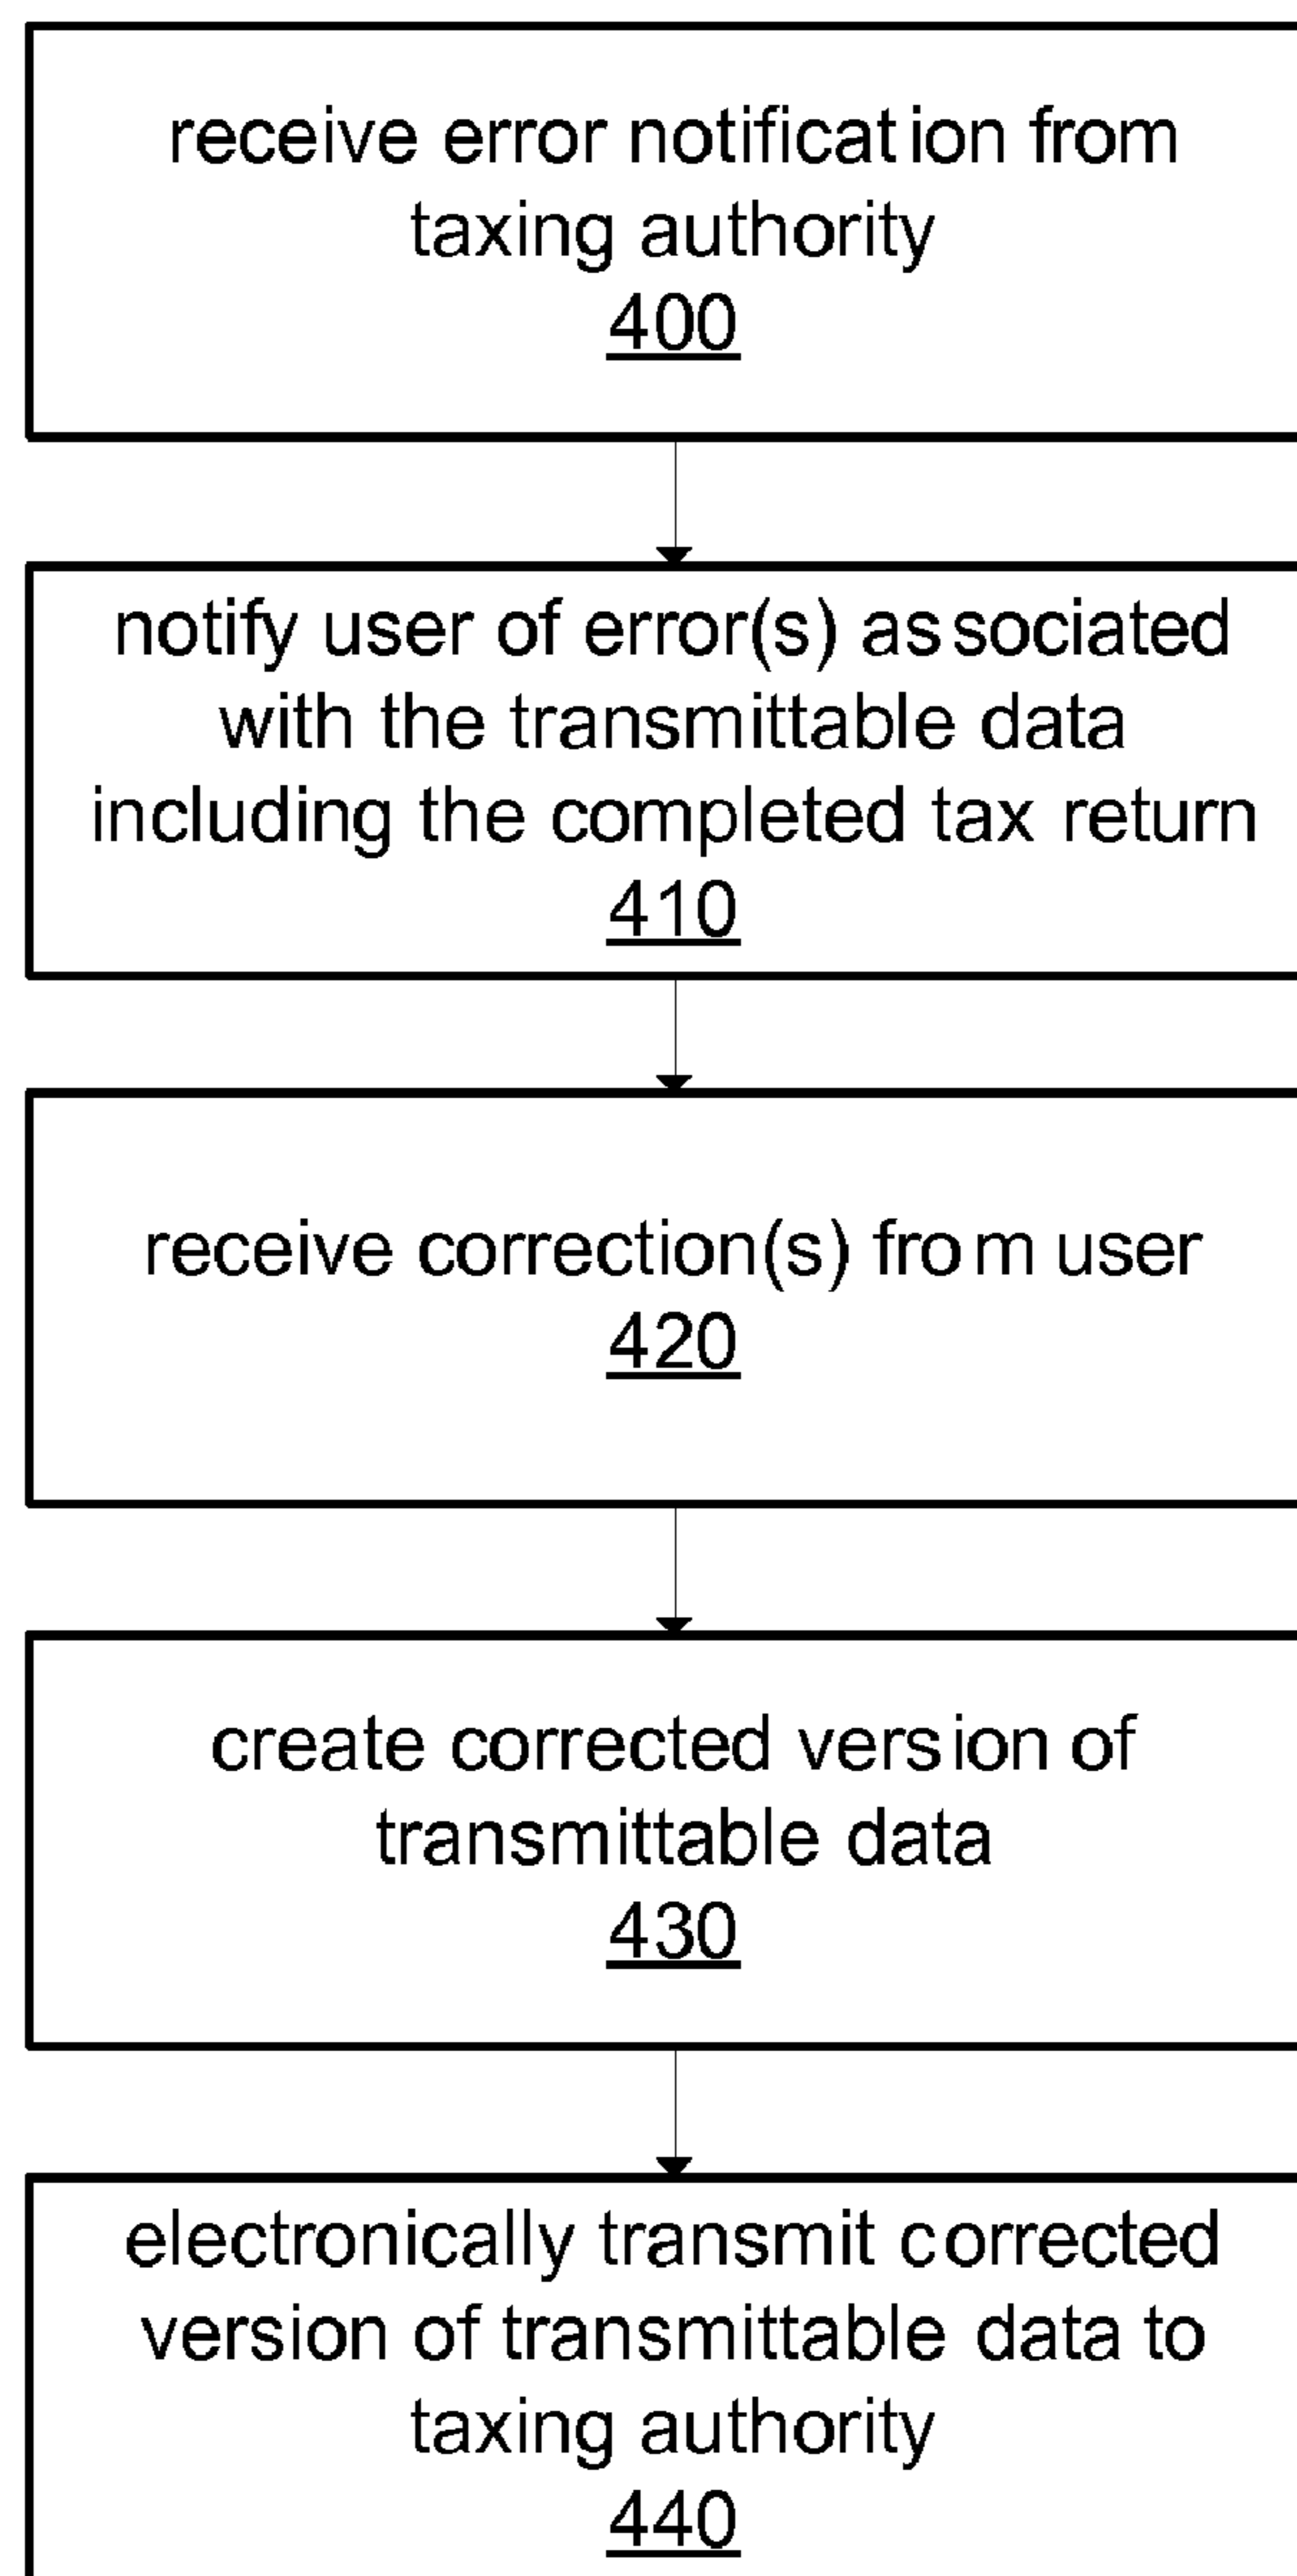 receive error notification from
taxing authority
400
notify user of error(s) associated
with the transmittable data
including the completed tax return
410
receive correction(s) from user
420
create corrected version of
transmittable data
430
electronically transmit corrected
version of transmittable data to
taxing authority
440